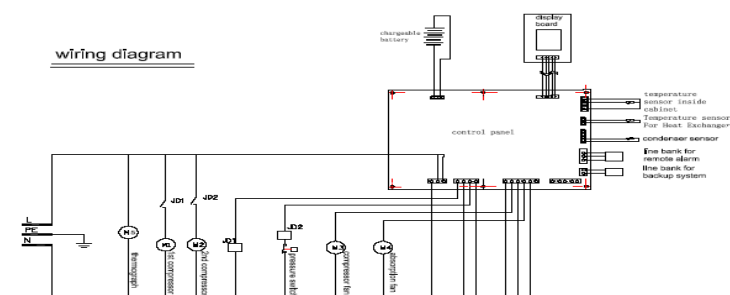 display
board
chargeable
battery
wiring diagram
temperature
sensor inside
cabinet
Temperature sensor
For Heat Exchanger
control panel
condenser sensor
line bank for
remote alarm
line bank for
backup system
JD1
JD2
L
PE
N
M5
M1
M2
JD1
JD2
M3
M4
thermograph
1st compressor
2nd compressor
pressure switch
compressor fan
absorption fan